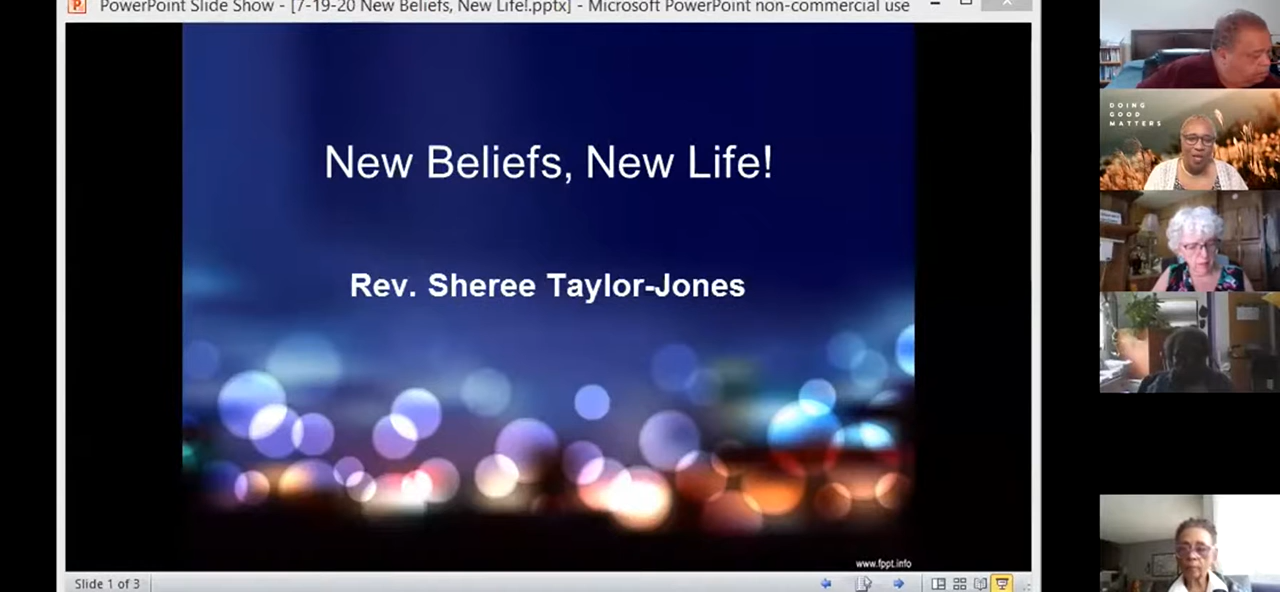 PowerPoint Slide Show - [7-19-20 New Beliefs, New Life!.pptx] - Microsoft PowerPoint non-commercial use
New Beliefs, New Life!
Rev. Sheree Taylor-Jones
www.fppt.info
Slide 1 of 3
DOING
GOOD
MATTERS